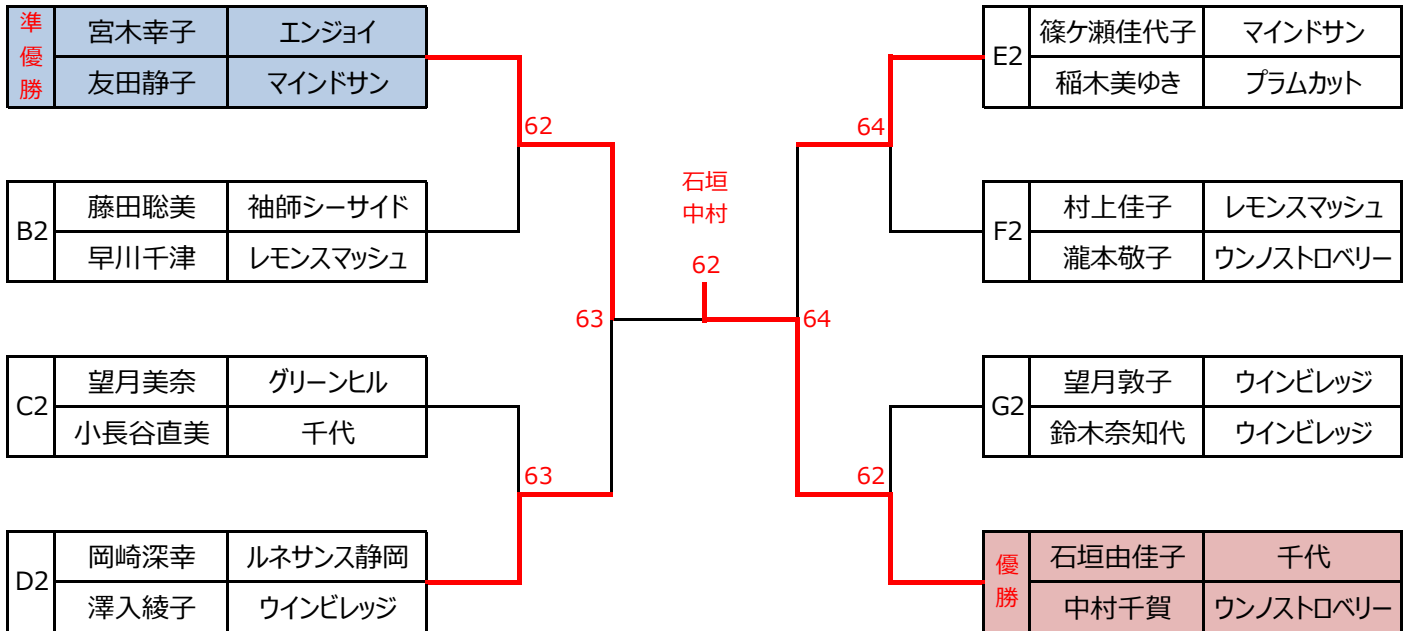 準優勝 宮木幸子 エンジョイ
友田静子 マインドサン
62
B2 藤田聡美 袖師シーサイド
早川千津 レモンスマッシュ
63
C2 望月美奈 グリーンヒル
小長谷直美 千代
63
D2 岡崎深幸 ルネサンス静岡
澤入綾子 ウインビレッジ
石垣
中村
62
E2 篠ケ瀬佳代子 マインドサン
稲木美ゆき プラムカット
64
F2 村上佳子 レモンスマッシュ
瀧本敬子 ウンノストロベリー
64
G2 望月敦子 ウインビレッジ
鈴木奈知代 ウインビレッジ
62
優勝 石垣由佳子 千代
中村千賀 ウンノストロベリー